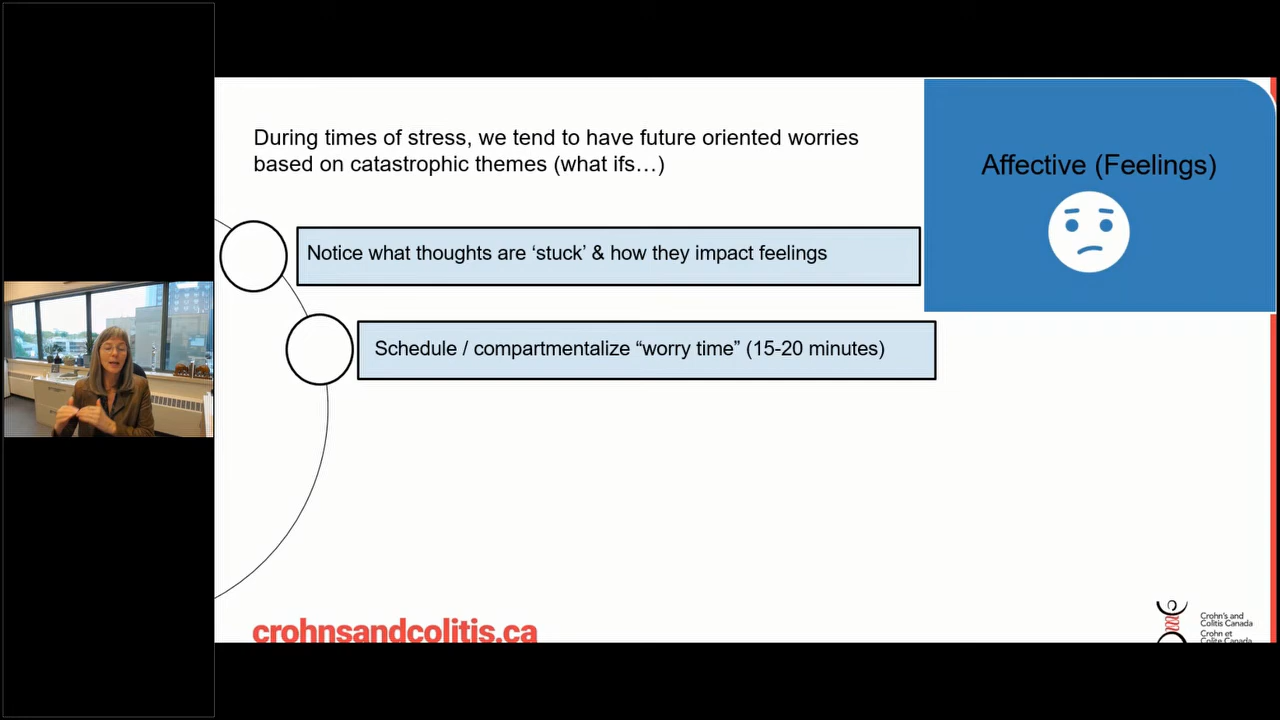 During times of stress, we tend to have future oriented worries
based on catastrophic themes (what ifs…)
Affective (Feelings)
Notice what thoughts are ‘stuck’ & how they impact feelings
Schedule / compartmentalize “worry time” (15-20 minutes)
crohnsandcolitis.ca
Crohn's and
Colitis Canada
Crohn et
Colite Canada